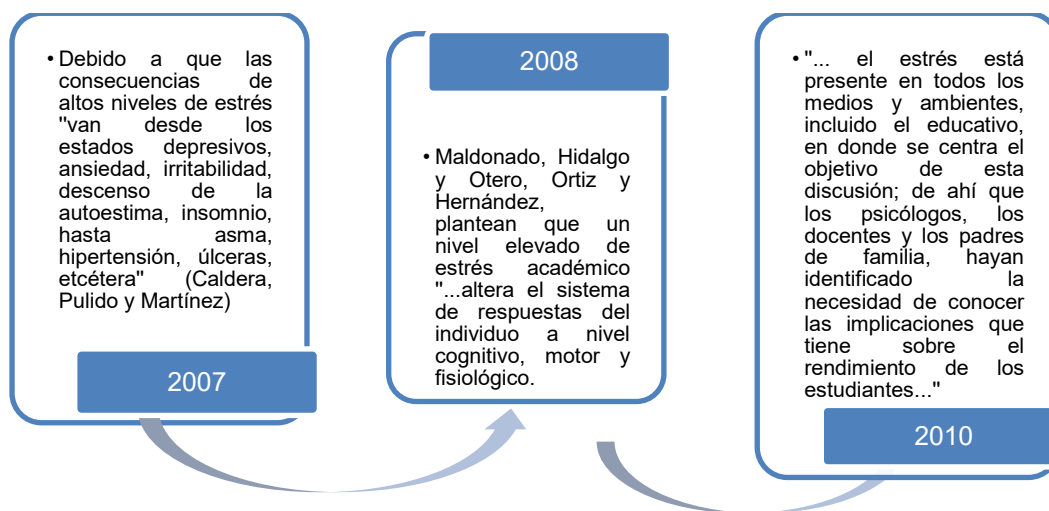 • Debido a que las
consecuencias de
altos niveles de estrés
"van desde los
estados depresivos,
ansiedad, irritabilidad,
descenso de la
autoestima, insomnio,
hasta asma,
hipertensión, úlceras,
etcétera" (Caldera,
Pulido y Martínez)
2007
2008
• Maldonado, Hidalgo
y Otero, Ortiz y
Hernández,
plantean que un
nivel elevado de
estrés académico
"...altera el sistema
de respuestas del
individuo a nivel
cognitivo, motor y
fisiológico.
• "... el estrés está
presente en todos los
medios y ambientes,
incluido el educativo,
en donde se centra el
objetivo de esta
discusión; de ahí que
los psicólogos, los
docentes y los padres
de familia, hayan
identificado la
necesidad de conocer
las implicaciones que
tiene sobre el
rendimiento de los
estudiantes..."
2010